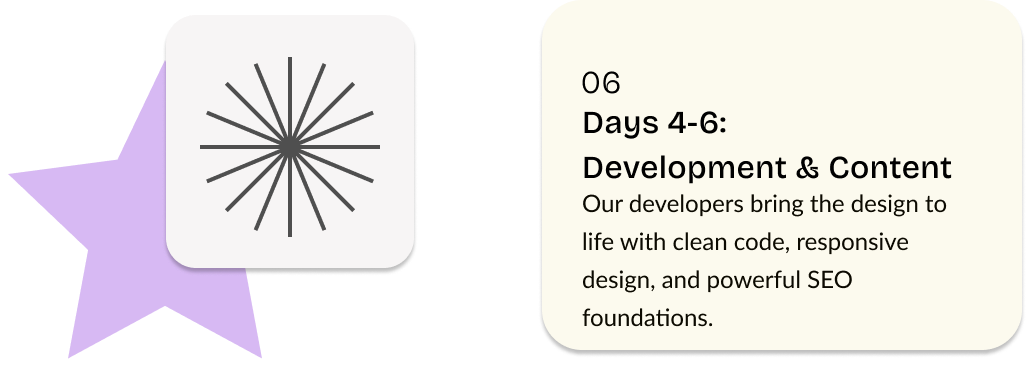 06
Days 4-6:
Development & Content
Our developers bring the design to
life with clean code, responsive
design, and powerful SEO
foundations.